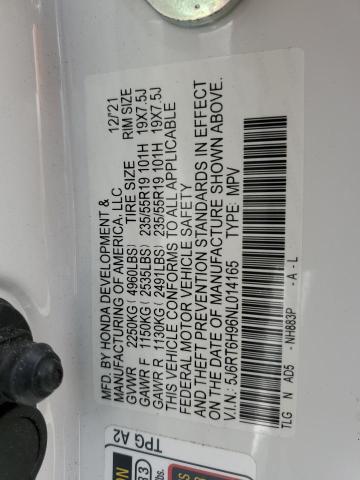 MFD. BY HONDA DEVELOPMENT & 12/21
MANUFACTURING OF AMERICA, LLC
GVWR 2250KG ( 4960LBS) TIRE SIZE RIM SIZE
GAWR F 1150KG ( 2535LBS) 235/55R19 101H 19X7.5J
GAWR R 1130KG ( 2491LBS) 235/55R19 101H 19X7.5J
THIS VEHICLE CONFORMS TO ALL APPLICABLE
FEDERAL MOTOR VEHICLE SAFETY
AND THEFT PREVENTION STANDARDS IN EFFECT
ON THE DATE OF MANUFACTURE SHOWN ABOVE.
V.I.N: 5J6RT6H96NL014165 TYPE: MPV
TLG N AD5 - NH883P - A - L
TPG A2